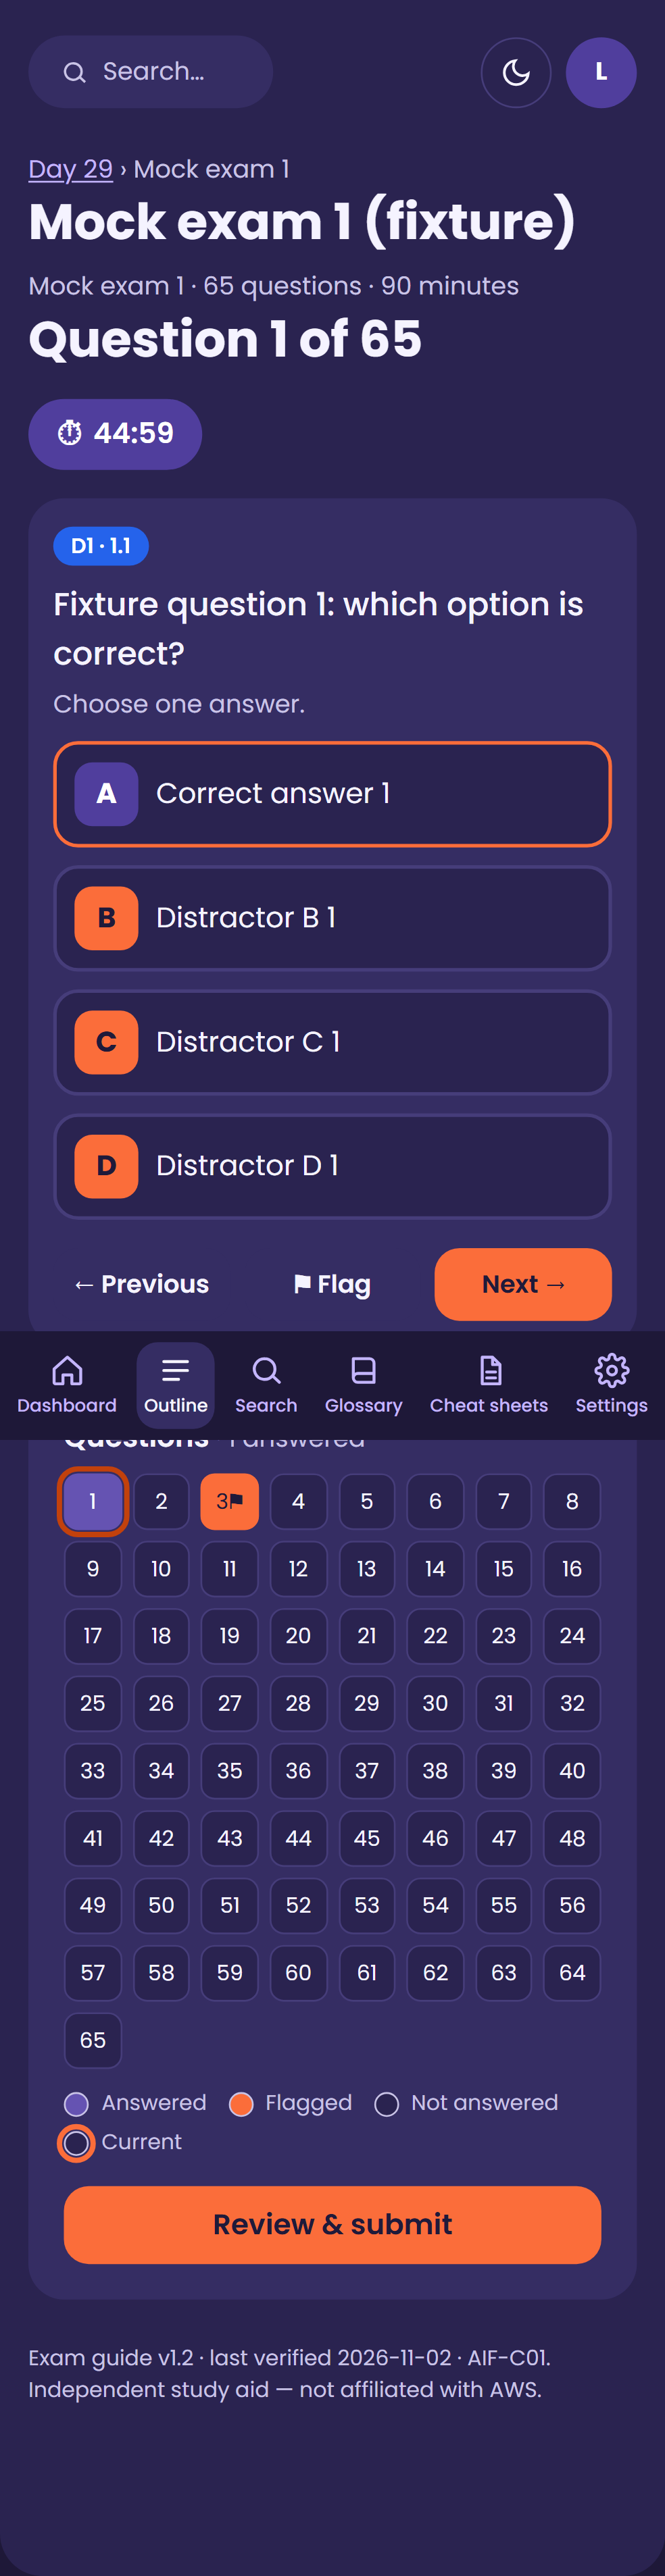 Search...
L
Day 29 › Mock exam 1
Mock exam 1 (fixture)
Mock exam 1 · 65 questions · 90 minutes
Question 1 of 65
⏱ 44:59
D1 · 1.1
Fixture question 1: which option is
correct?
Choose one answer.
A Correct answer 1
B Distractor B 1
C Distractor C 1
D Distractor D 1
← Previous ⚑ Flag Next →
Dashboard Outline Search Glossary Cheat sheets Settings
Questions 1 answered
1 2 3⚑ 4 5 6 7 8
9 10 11 12 13 14 15 16
17 18 19 20 21 22 23 24
25 26 27 28 29 30 31 32
33 34 35 36 37 38 39 40
41 42 43 44 45 46 47 48
49 50 51 52 53 54 55 56
57 58 59 60 61 62 63 64
65
Answered Flagged Not answered
Current
Review & submit
Exam guide v1.2 · last verified 2026-11-02 · AIF-C01.
Independent study aid — not affiliated with AWS.